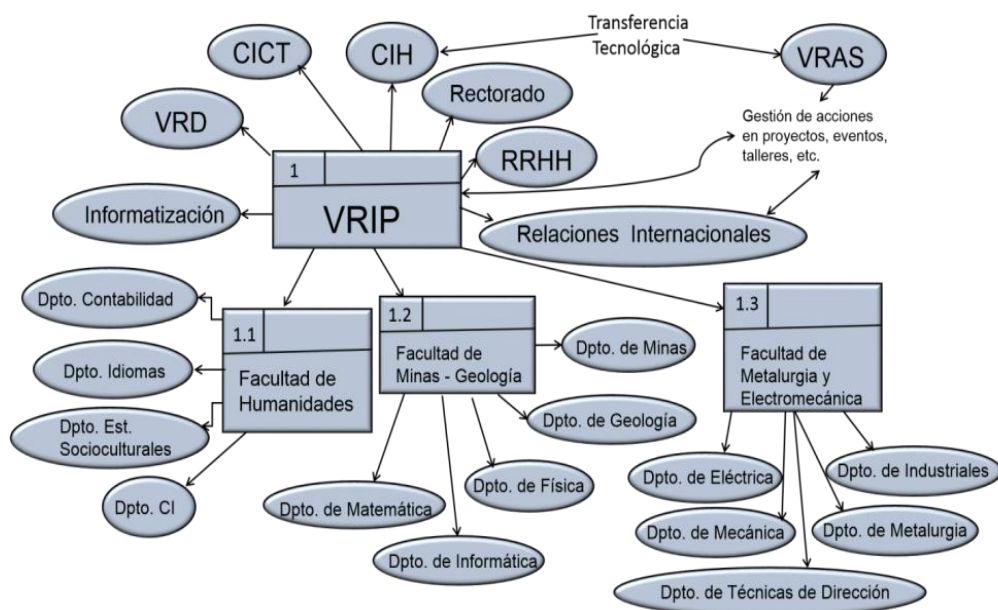 Transferencia
Tecnológica
CICT
CIH
VRAS
Rectorado
VRD
Gestión de acciones
en proyectos, eventos,
talleres, etc.
RRHH
1
VRIP
Informatización
Relaciones Internacionales
Dpto. Contabilidad
1.1
Facultad de
Humanidades
Dpto. Idiomas
Dpto. Est.
Socioculturales
Dpto. CI
1.2
Facultad de
Minas - Geología
Dpto. de Minas
Dpto. de Geología
Dpto. de Física
Dpto. de Matemática
Dpto. de Informática
1.3
Facultad de
Metalurgia y
Electromecánica
Dpto. de Eléctrica
Dpto. de Industriales
Dpto. de Mecánica
Dpto. de Metalurgia
Dpto. de Técnicas de Dirección